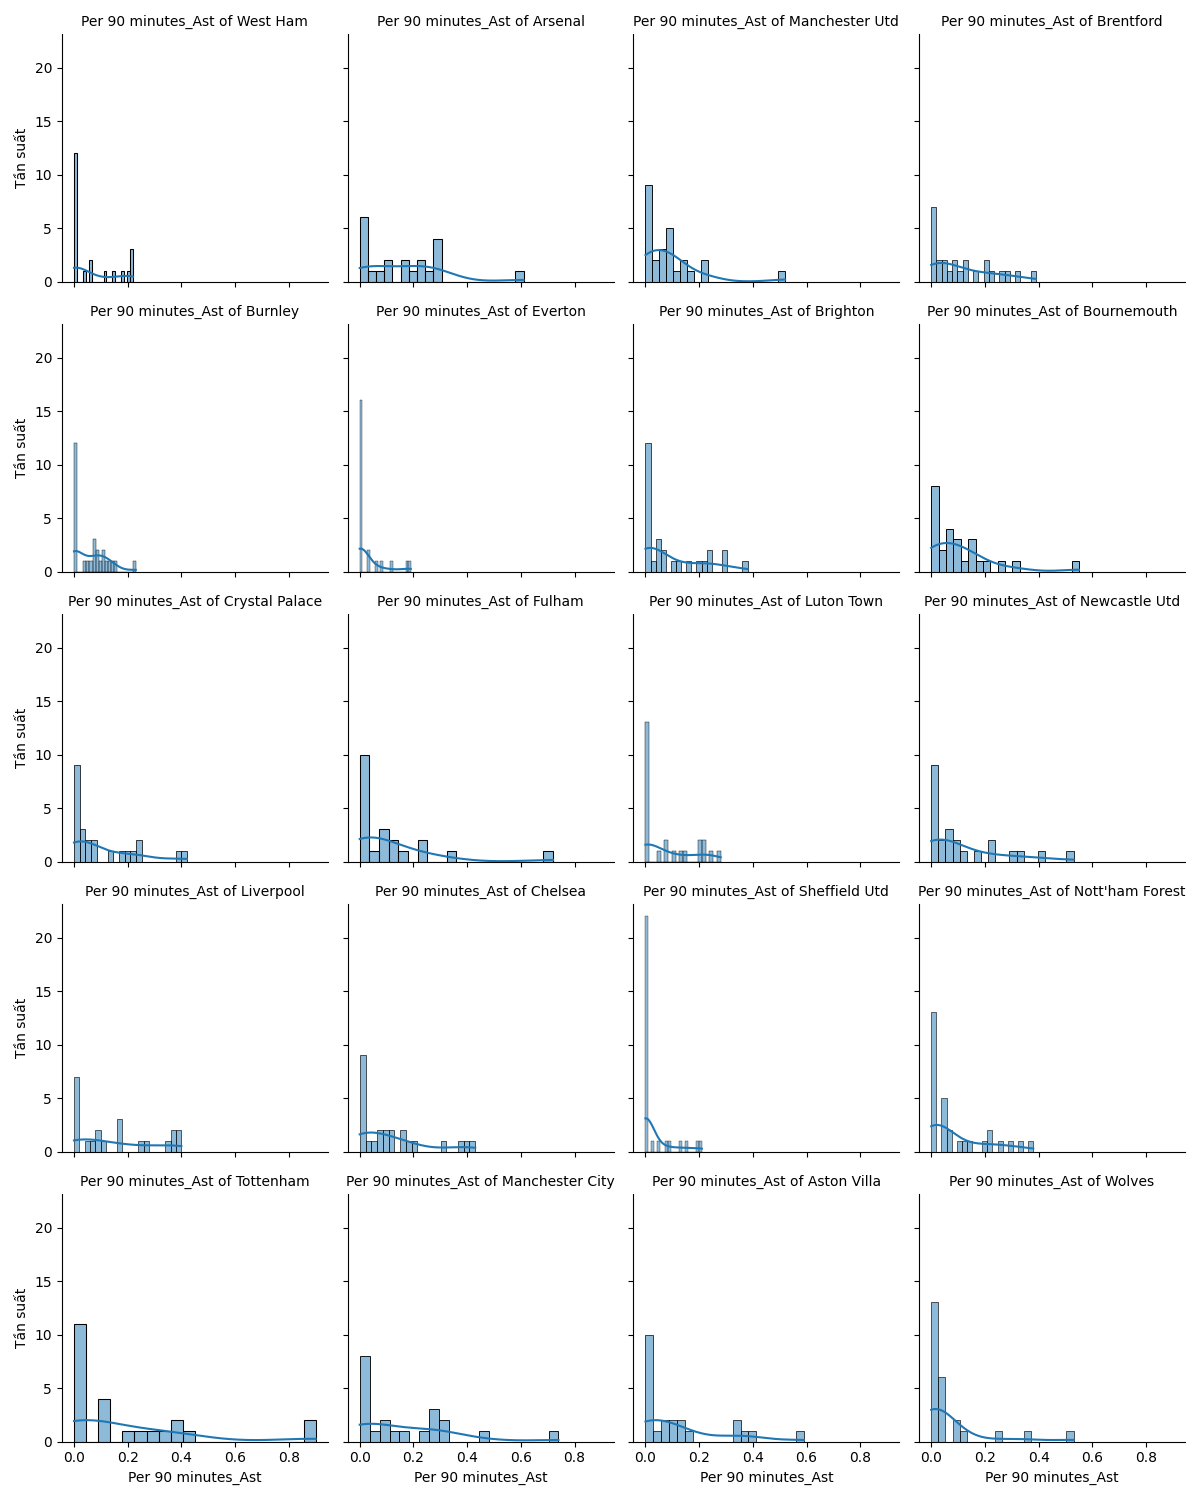 Per 90 minutes_Ast of West Ham
Per 90 minutes_Ast of Arsenal
Per 90 minutes_Ast of Manchester Utd
Per 90 minutes_Ast of Brentford
20
15
10
5
0
Tần suất
Per 90 minutes_Ast of Burnley
Per 90 minutes_Ast of Everton
Per 90 minutes_Ast of Brighton
Per 90 minutes_Ast of Bournemouth
20
15
10
5
0
Tần suất
Per 90 minutes_Ast of Crystal Palace
Per 90 minutes_Ast of Fulham
Per 90 minutes_Ast of Luton Town
Per 90 minutes_Ast of Newcastle Utd
20
15
10
5
0
Tần suất
Per 90 minutes_Ast of Liverpool
Per 90 minutes_Ast of Chelsea
Per 90 minutes_Ast of Sheffield Utd
Per 90 minutes_Ast of Nott'ham Forest
20
15
10
5
0
Tần suất
Per 90 minutes_Ast of Tottenham
Per 90 minutes_Ast of Manchester City
Per 90 minutes_Ast of Aston Villa
Per 90 minutes_Ast of Wolves
20
15
10
5
0
Tần suất
0.0 0.2 0.4 0.6 0.8
0.0 0.2 0.4 0.6 0.8
0.0 0.2 0.4 0.6 0.8
0.0 0.2 0.4 0.6 0.8
Per 90 minutes_Ast
Per 90 minutes_Ast
Per 90 minutes_Ast
Per 90 minutes_Ast